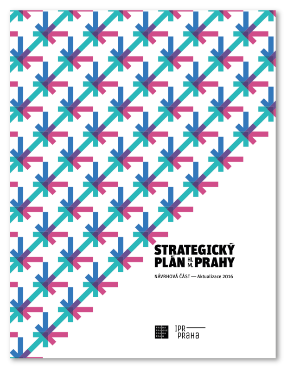 STRATEGICKÝ
PLÁN HL. M. PRAHY
NÁVRHOVÁ ČÁST — Aktualizace 2016
IPR
PRAHA